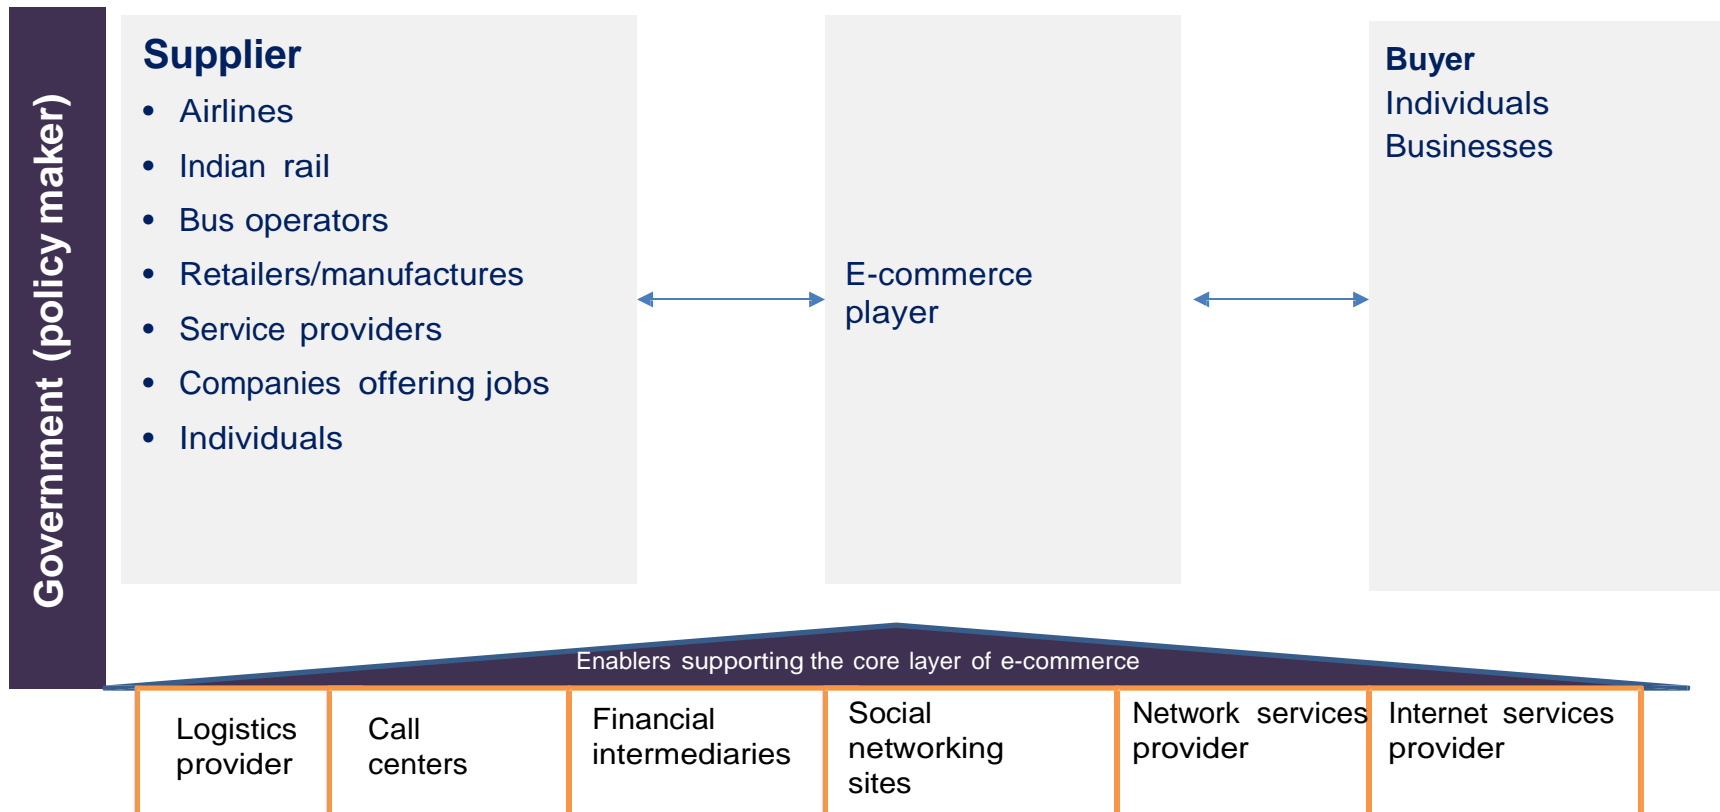 Government (policy maker)
Supplier
• Airlines
• Indian rail
• Bus operators
• Retailers/manufactures
• Service providers
• Companies offering jobs
• Individuals
E-commerce
player
Buyer
Individuals
Businesses
Enablers supporting the core layer of e-commerce
Logistics
provider
Call
centers
Financial
intermediaries
Social
networking
sites
Network services
provider
Internet services
provider